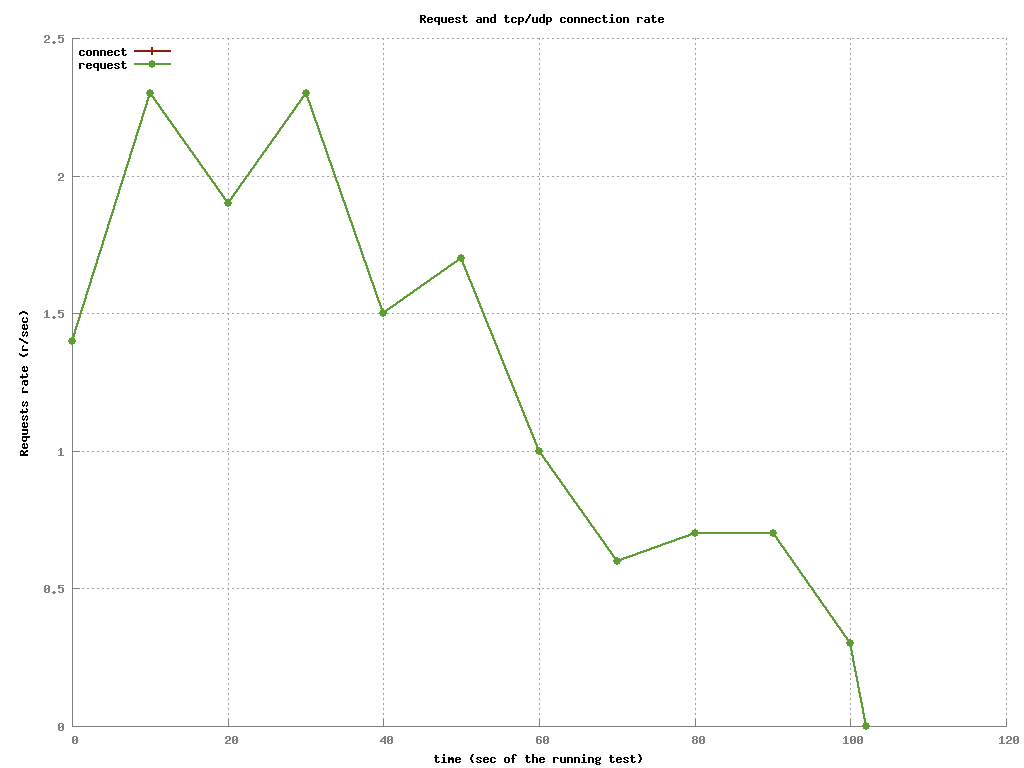 Request and tcp/udp connection rate
2.5
connect
request
2
1.5
1
0.5
0
Requests rate (r/sec)
0 20 40 60 80 100 120
time (sec of the running test)